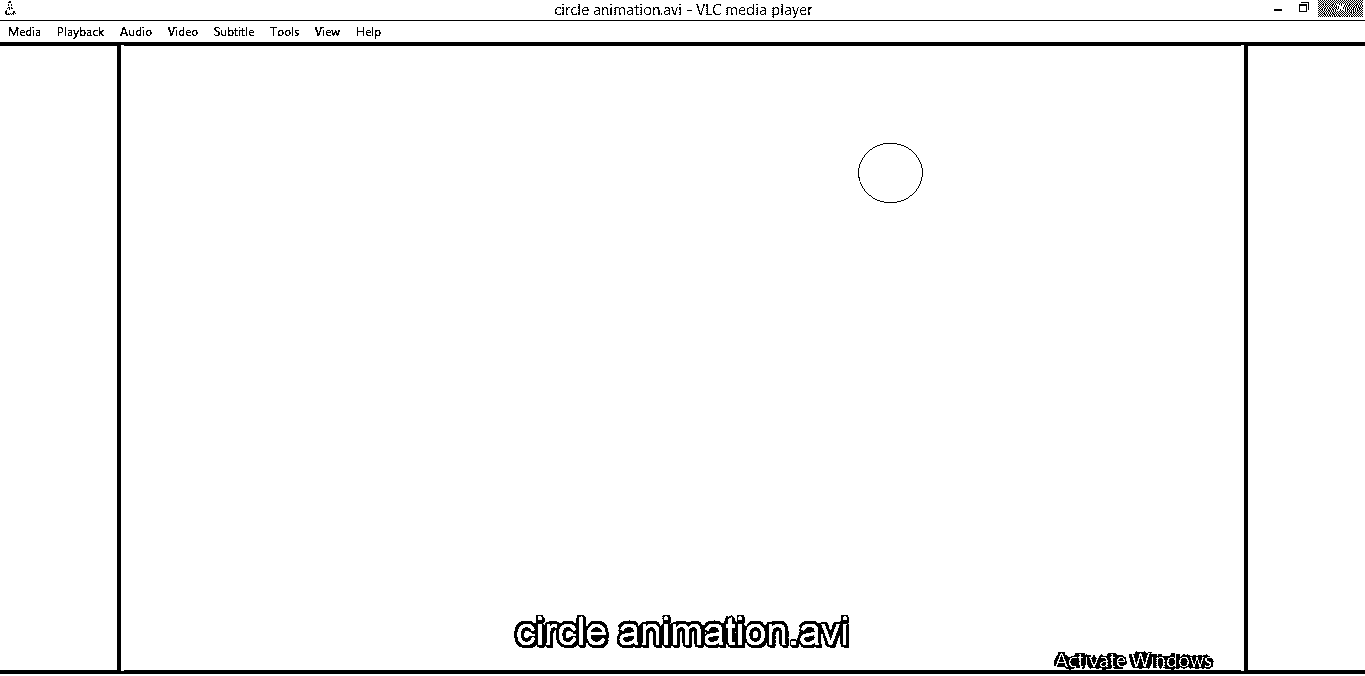 circle animation.avi - VLC media player
Media Playback Audio Video Subtitle Tools View Help
circle animation.avi
Activate Windows